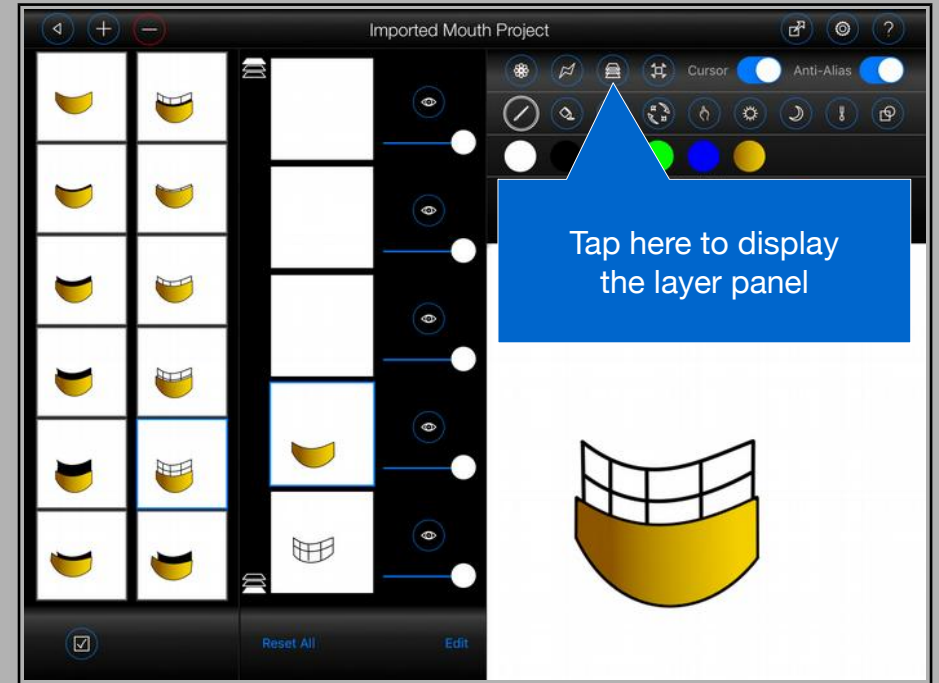 Imported Mouth Project
?
Cursor
Anti-Alias
Tap here to display
the layer panel
Reset All
Edit